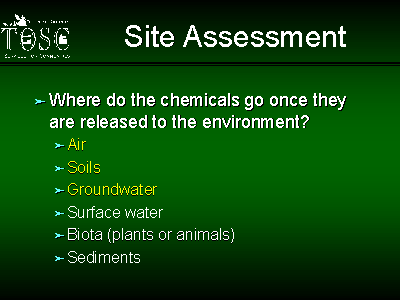 TOSC
Site Assessment
➣ Where do the chemicals go once they
are released to the environment?
➣ Air
➣ Soils
➣ Groundwater
➣ Surface water
➣ Biota (plants or animals)
➣ Sediments